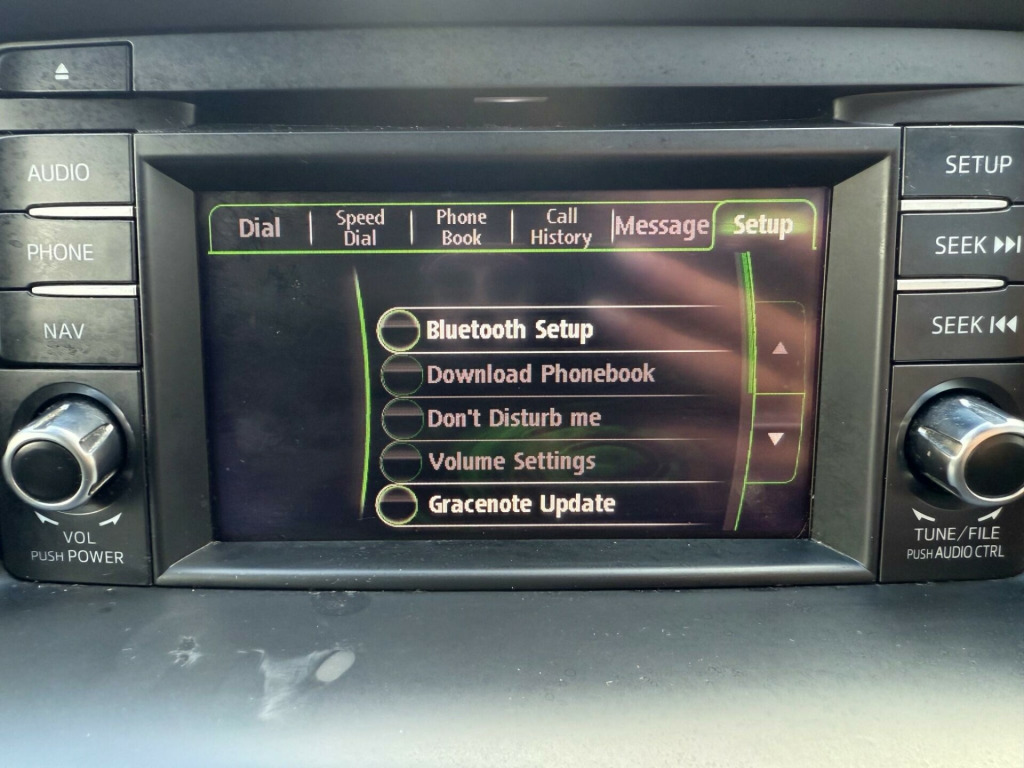 AUDIO
PHONE
NAV
VOL
PUSH POWER
Dial
Speed
Dial
Phone
Book
Call
History
Message
Setup
Bluetooth Setup
Download Phonebook
Don't Disturb me
Volume Settings
Gracenote Update
SETUP
SEEK
SEEK
TUNE/FILE
PUSH AUDIO CTRL